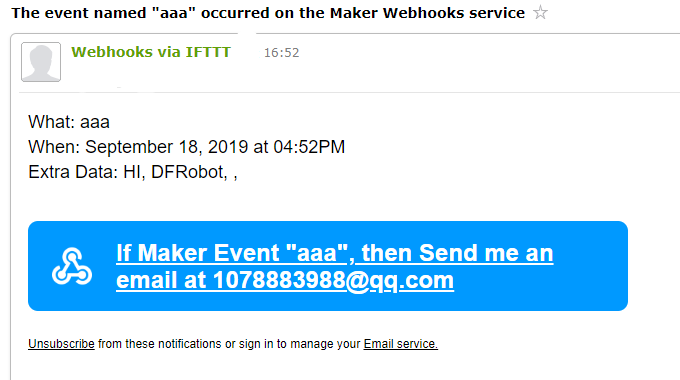 The event named "aaa" occurred on the Maker Webhooks service
Webhooks via IFTTT 16:52
What: aaa
When: September 18, 2019 at 04:52PM
Extra Data: HI, DFRobot, ,
If Maker Event "aaa", then Send me an
email at 1078883988@qq.com
Unsubscribe from these notifications or sign in to manage your Email service.